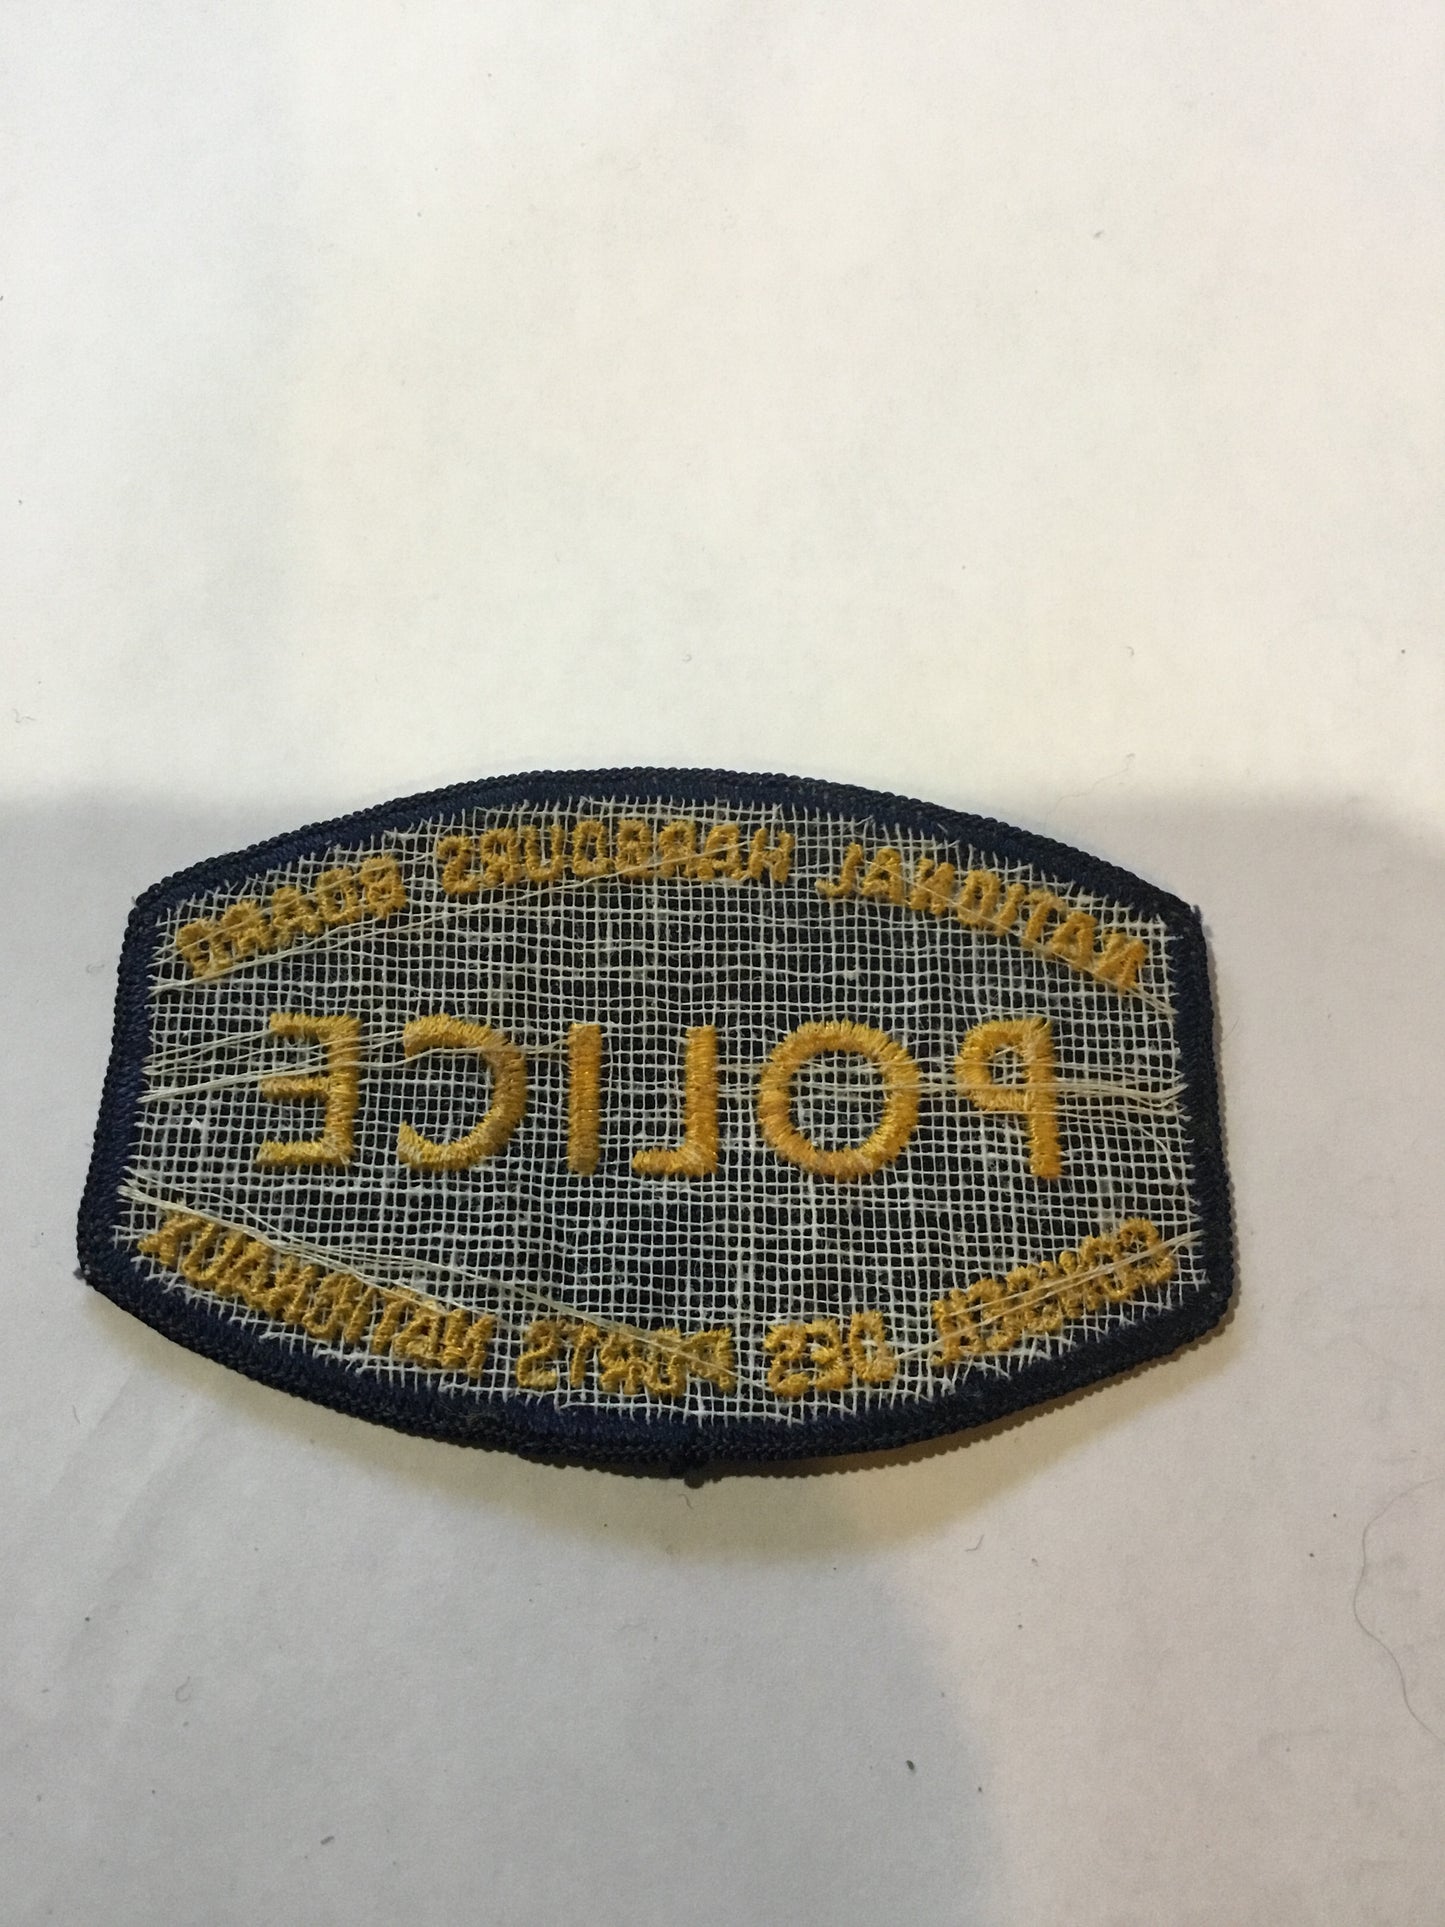 NATIONAL HARBOURS BOARD
POLICE
CONSEIL DES PORTS NATIONAUX